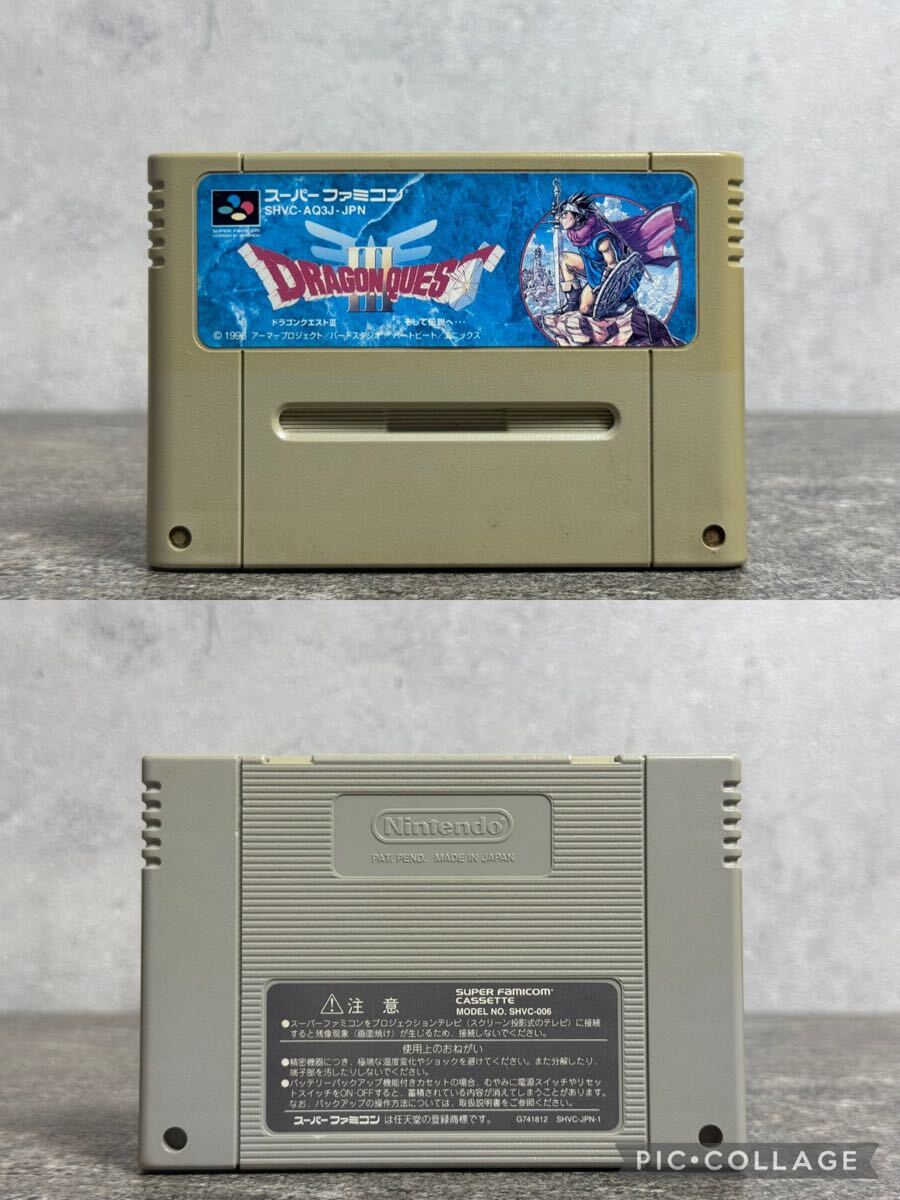 スーパーファミコン
SHVC-AQ3J-JPN
SUPER FAMICOM
DRAGON QUEST
III
ドラゴンクエストIII そして伝説へ…
©1996 アーマープロジェクト/バードスタジオ/ハートビート/エニックス
Nintendo
PAT. PEND. MADE IN JAPAN
注意
SUPER FAMICOM
CASSETTE
MODEL NO. SHVC-006
●スーパーファミコンをプロジェクションテレビ(スクリーン投影式のテレビ)に接続
すると残像現象(画面焼け)が生じるため、接続しないでください。
使用上のおねがい
●精密機器につき、極端な温度変化やショックを避けてください。また分解したり、
端子部を汚したりしないでください。
●バッテリーバックアップ機能付きカセットの場合、むやみに電源スイッチやリセッ
トスイッチをON OFFすると、蓄積されている内容が消えてしまうことがあります。
なお、バックアップの操作方法については、取扱説明書をご参照ください。
スーパーファミコンは任天堂の登録商標です。
G741812 SHVC-JPN-1
PIC•COLLAGE